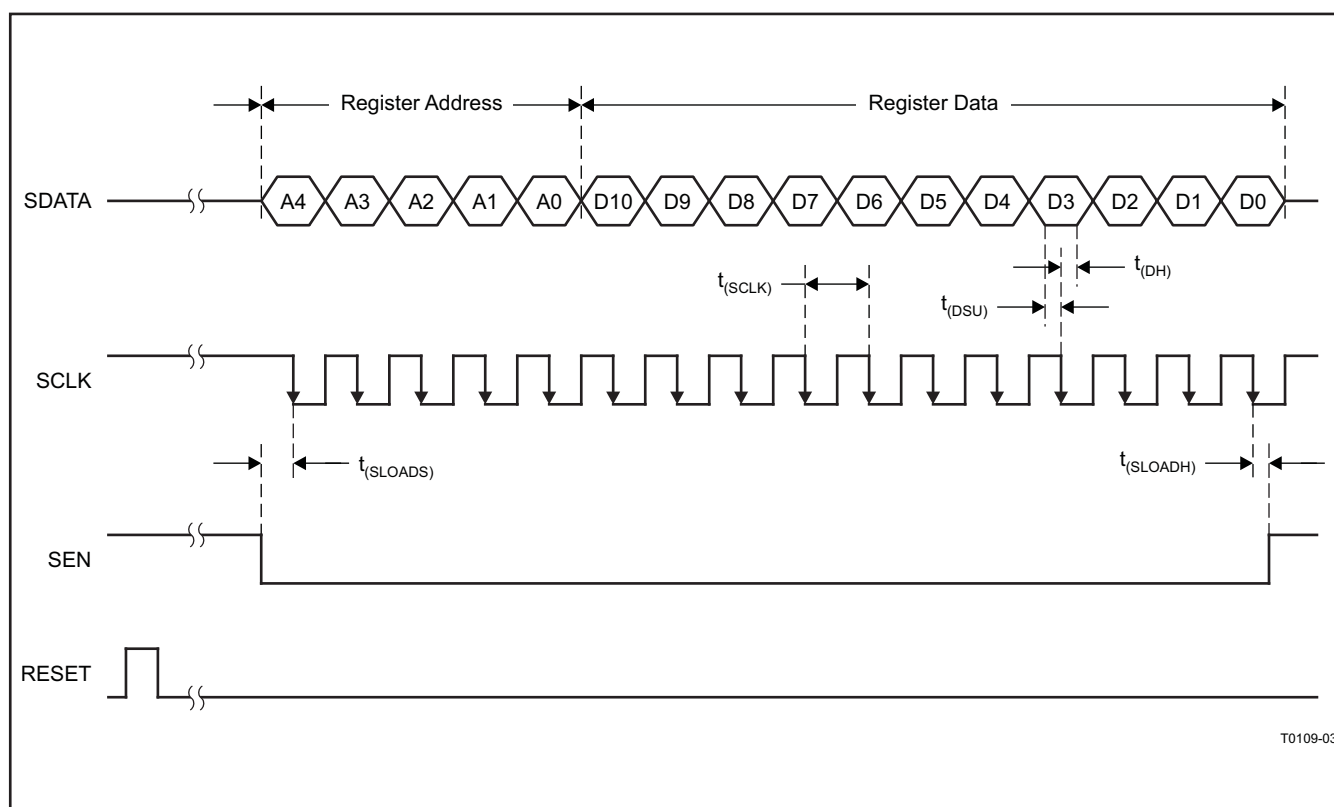 Register Address
Register Data
SDATA
A4 A3 A2 A1 A0 D10 D9 D8 D7 D6 D5 D4 D3 D2 D1 D0
t(SCLK)
t(DH)
t(DSU)
SCLK
t(SLOADS)
t(SLOADH)
SEN
RESET
T0109-03